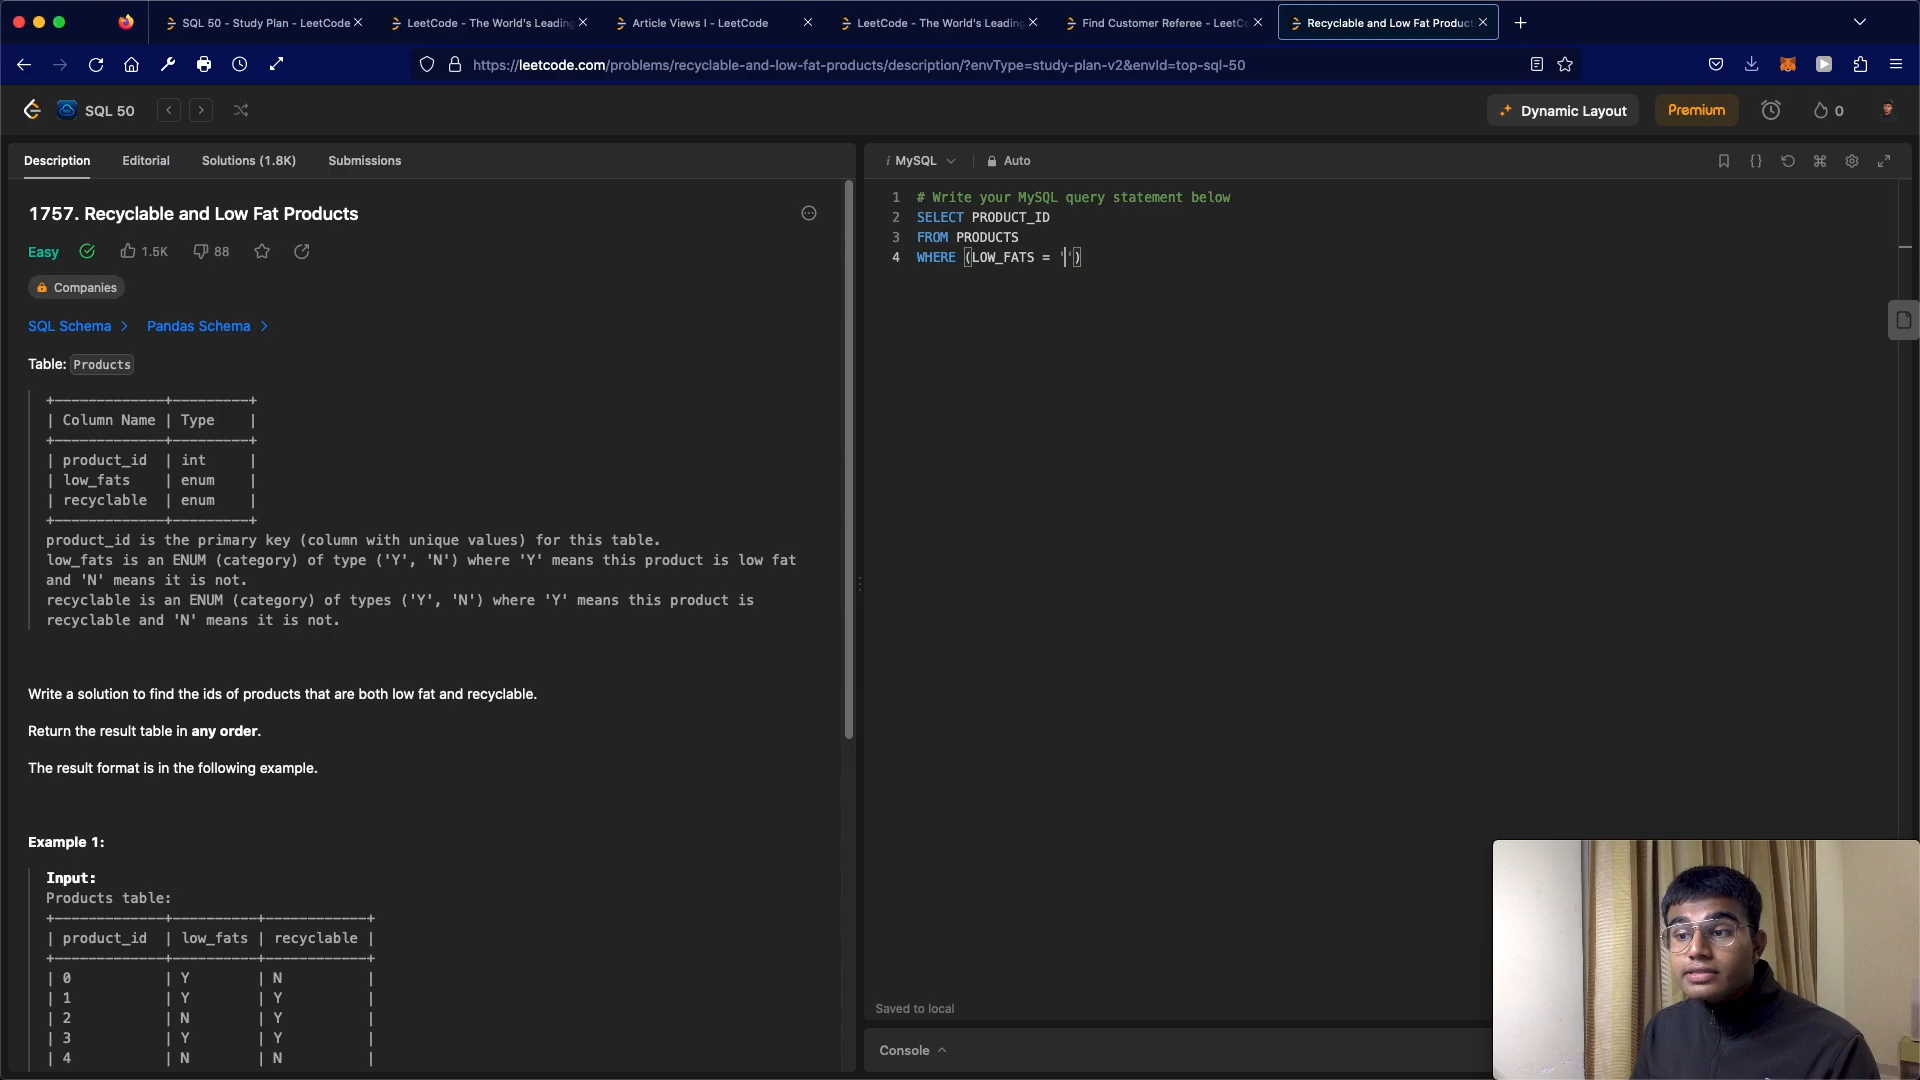 SQL 50 - Study Plan - LeetCode
LeetCode - The World's Leading
Article Views I - LeetCode
LeetCode - The World's Leading
Find Customer Referee - LeetCo
Recyclable and Low Fat Product
https://leetcode.com/problems/recyclable-and-low-fat-products/description/?envType=study-plan-v2&envId=top-sql-50
SQL 50
Dynamic Layout
Premium
0
Description
Editorial
Solutions (1.8K)
Submissions
1757. Recyclable and Low Fat Products
Easy
1.5K
88
Companies
SQL Schema >
Pandas Schema >
Table: Products
+-------------+---------+
| Column Name | Type    |
+-------------+---------+
| product_id  | int     |
| low_fats    | enum    |
| recyclable  | enum    |
+-------------+---------+
product_id is the primary key (column with unique values) for this table.
low_fats is an ENUM (category) of type ('Y', 'N') where 'Y' means this product is low fat
and 'N' means it is not.
recyclable is an ENUM (category) of types ('Y', 'N') where 'Y' means this product is
recyclable and 'N' means it is not.
Write a solution to find the ids of products that are both low fat and recyclable.
Return the result table in any order.
The result format is in the following example.
Example 1:
Input:
Products table:
+-------------+----------+------------+
| product_id  | low_fats | recyclable |
+-------------+----------+------------+
| 0           | Y        | N          |
| 1           | Y        | Y          |
| 2           | N        | Y          |
| 3           | Y        | Y          |
| 4           | N        | N          |
i MySQL
Auto
1 # Write your MySQL query statement below
2 SELECT PRODUCT_ID
3 FROM PRODUCTS
4 WHERE (LOW_FATS = '')
Saved to local
Console